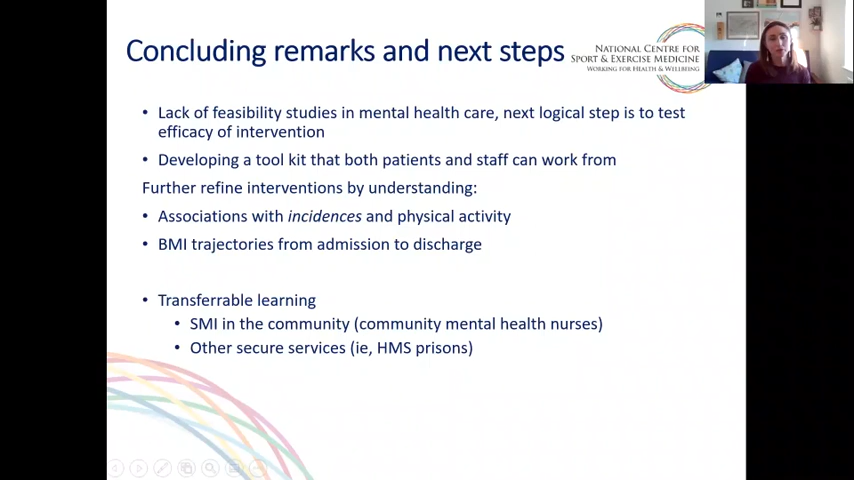 Concluding remarks and next steps
NATIONAL CENTRE FOR
SPORT & EXERCISE MEDICINE
WORKING FOR HEALTH & WELLBEING
• Lack of feasibility studies in mental health care, next logical step is to test
efficacy of intervention
• Developing a tool kit that both patients and staff can work from
Further refine interventions by understanding:
• Associations with incidences and physical activity
• BMI trajectories from admission to discharge
• Transferrable learning
• SMI in the community (community mental health nurses)
• Other secure services (ie, HMS prisons)